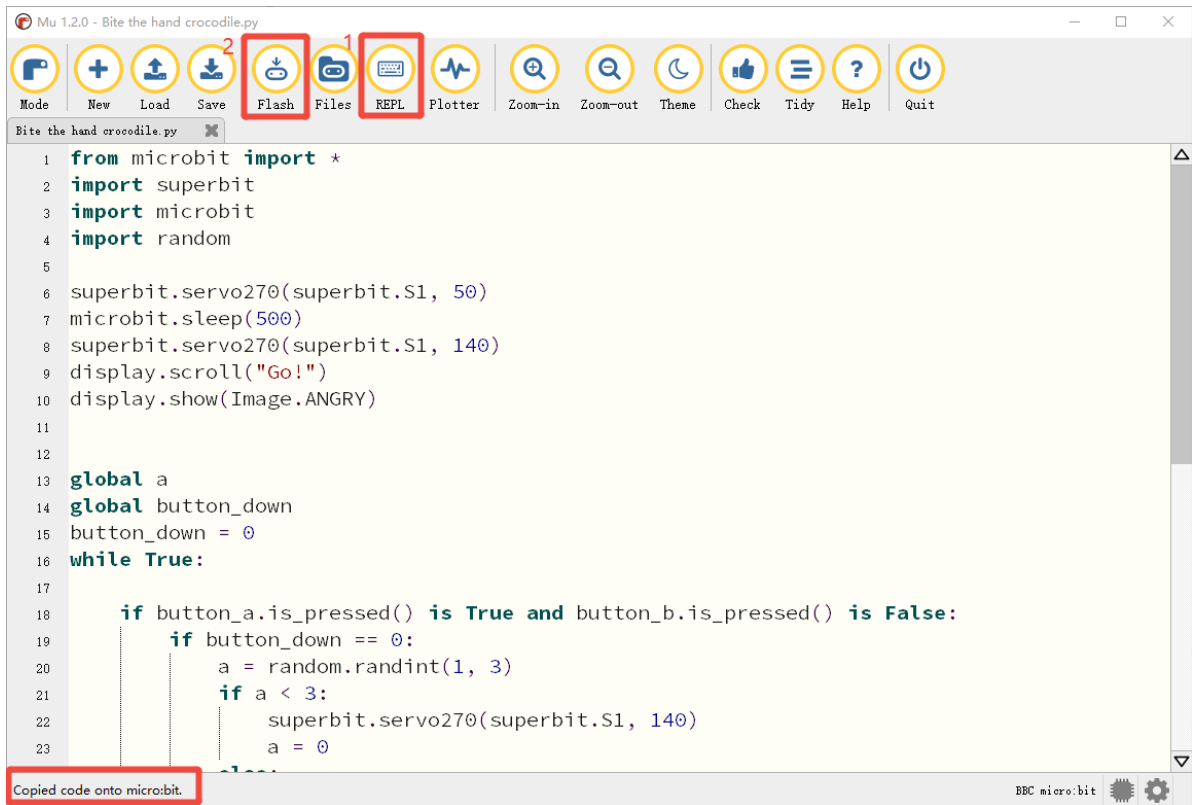 Mu 1.2.0 - Bite the hand crocodile.py
2 1
Mode New Load Save Flash Files REPL Plotter Zoom-in Zoom-out Theme Check Tidy Help Quit
Bite the hand crocodile.py
1 from microbit import *
2 import superbit
3 import microbit
4 import random
5
6 superbit.servo270(superbit.S1, 50)
7 microbit.sleep(500)
8 superbit.servo270(superbit.S1, 140)
9 display.scroll("Go!")
10 display.show(Image.ANGRY)
11
12
13 global a
14 global button_down
15 button_down = 0
16 while True:
17
18 if button_a.is_pressed() is True and button_b.is_pressed() is False:
19 if button_down == 0:
20 a = random.randint(1, 3)
21 if a < 3:
22 superbit.servo270(superbit.S1, 140)
23 a = 0
else:
Copied code onto micro:bit. BBC micro:bit